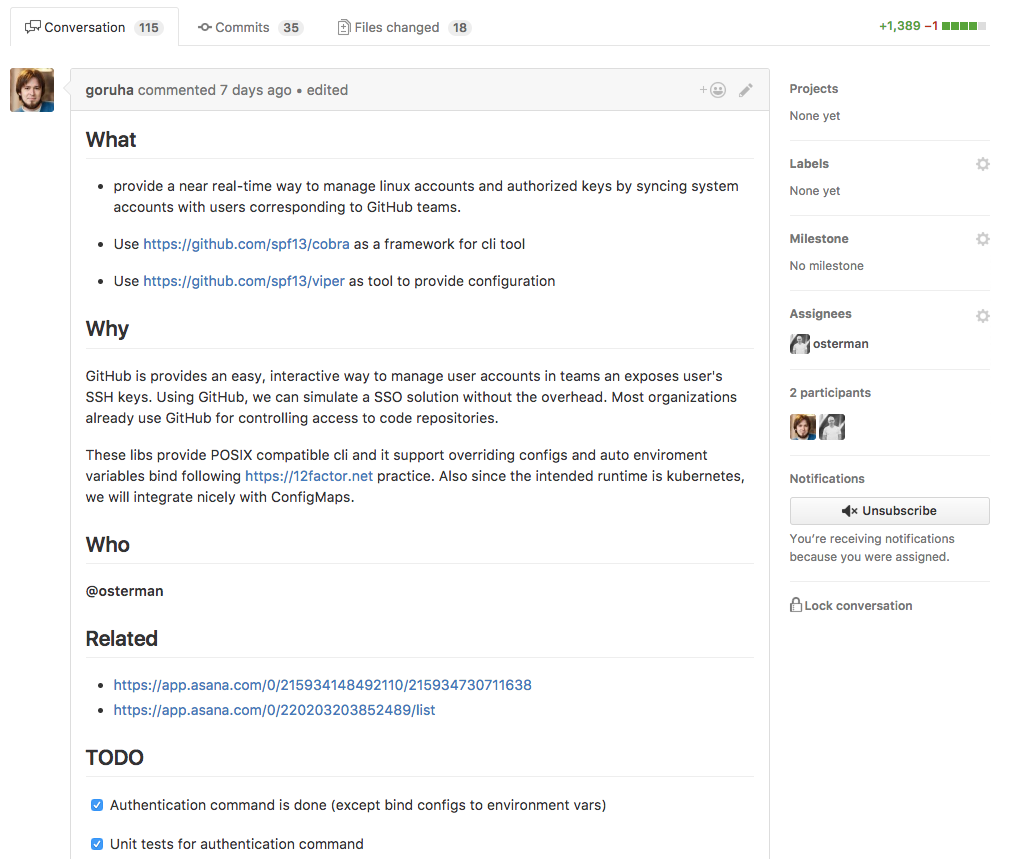 Conversation 115 Commits 35 Files changed 18 +1,389 −1
goruha commented 7 days ago • edited
What
provide a near real-time way to manage linux accounts and authorized keys by syncing system
accounts with users corresponding to GitHub teams.
Use https://github.com/spf13/cobra as a framework for cli tool
Use https://github.com/spf13/viper as tool to provide configuration
Why
GitHub is provides an easy, interactive way to manage user accounts in teams an exposes user's
SSH keys. Using GitHub, we can simulate a SSO solution without the overhead. Most organizations
already use GitHub for controlling access to code repositories.
These libs provide POSIX compatible cli and it support overriding configs and auto enviroment
variables bind following https://12factor.net practice. Also since the intended runtime is kubernetes,
we will integrate nicely with ConfigMaps.
Who
@osterman
Related
https://app.asana.com/0/215934148492110/215934730711638
https://app.asana.com/0/220203203852489/list
TODO
Authentication command is done (except bind configs to environment vars)
Unit tests for authentication command
Projects
None yet
Labels
None yet
Milestone
No milestone
Assignees
osterman
2 participants
Notifications
Unsubscribe
You're receiving notifications
because you were assigned.
Lock conversation